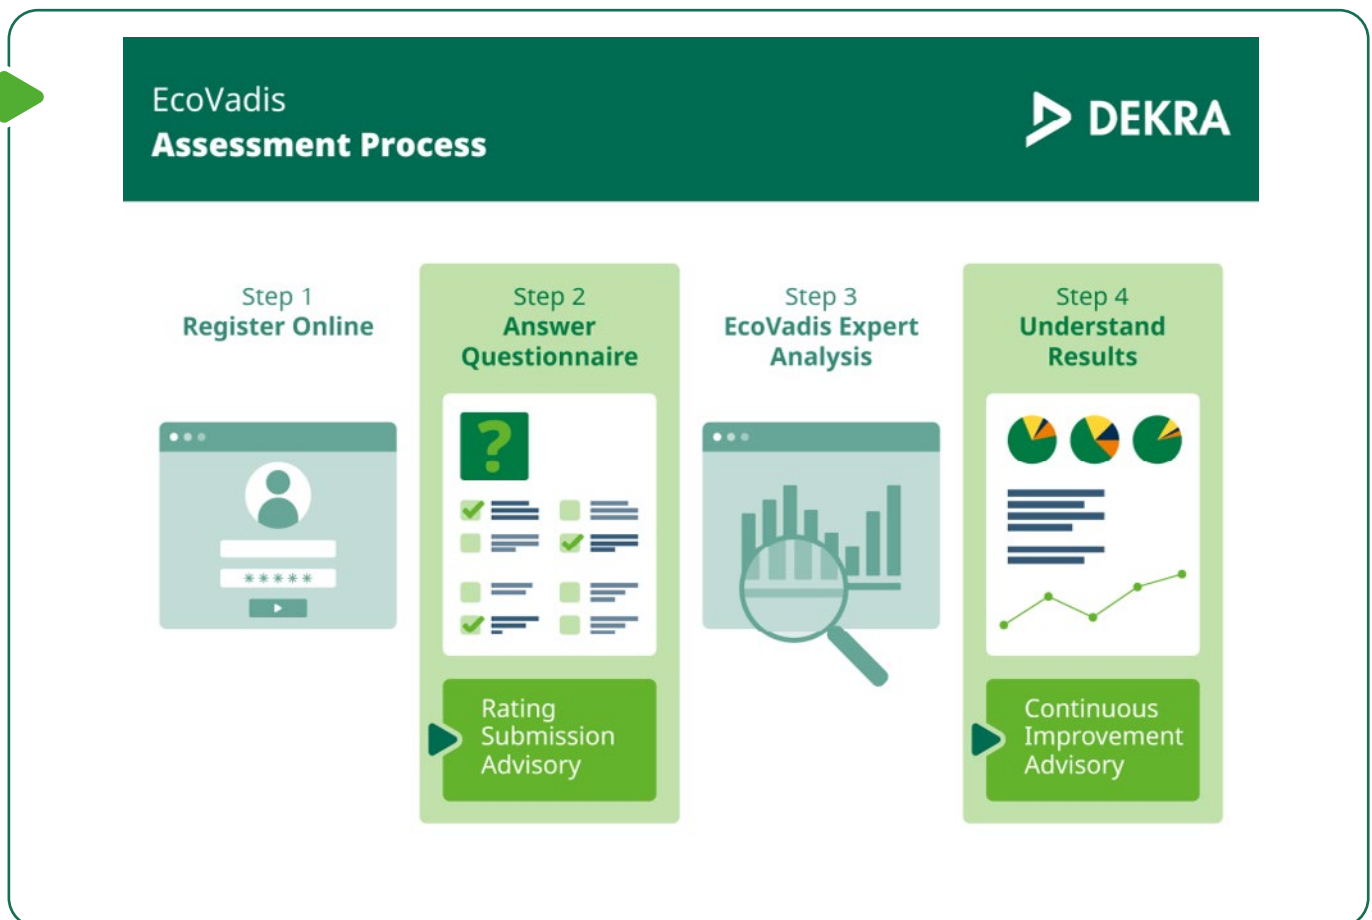 EcoVadis
Assessment Process
DEKRA
Step 1
Register Online
Step 2
Answer
Questionnaire
?
Step 3
EcoVadis Expert
Analysis
Step 4
Understand
Results
*****
Rating
Submission
Advisory
Continuous
Improvement
Advisory